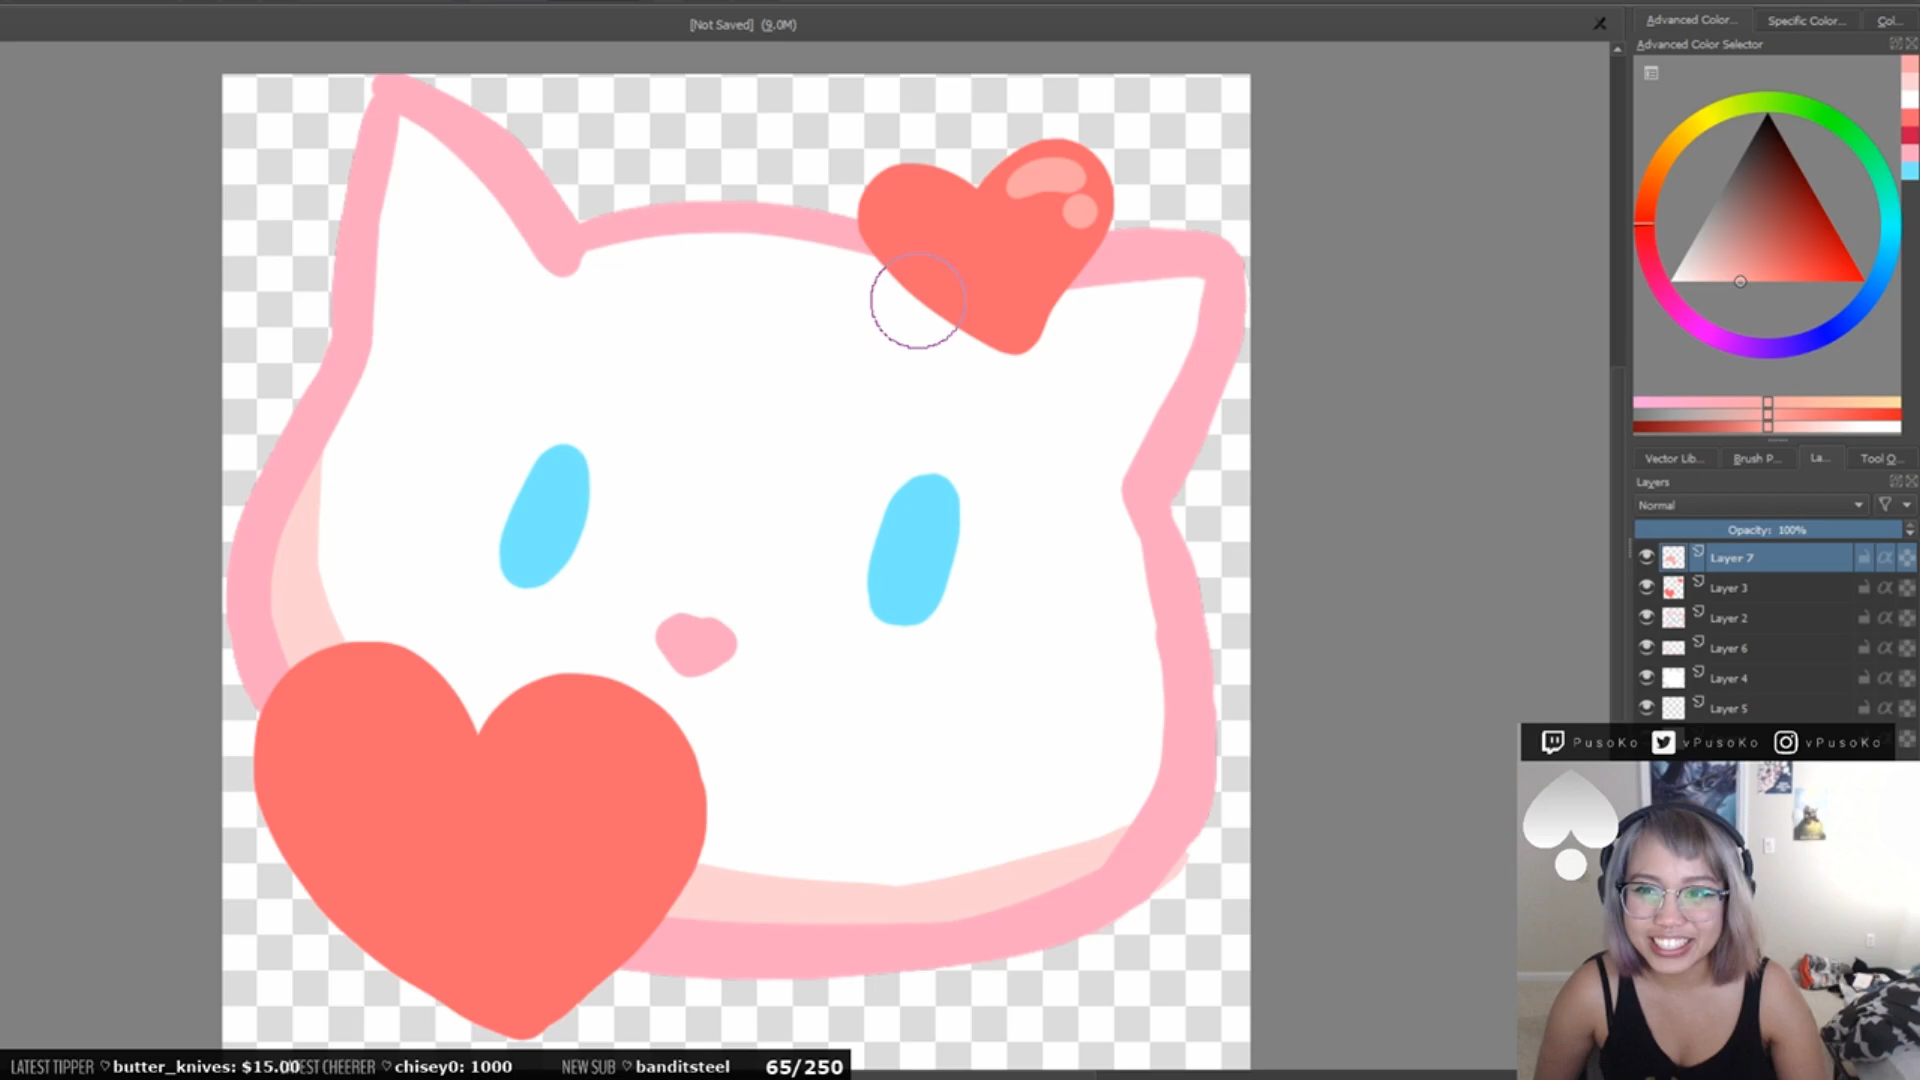 [Not Saved] (9.0M)
Advanced Color... Specific Color... Col...
Advanced Color Selector
Vector Lib... Brush P... La... Tool O...
Layers
Normal
Opacity: 100%
Layer 7
Layer 3
Layer 2
Layer 6
Layer 4
Layer 5
PusoKo vPusoKo vPusoKo
LATEST TIPPER ♡ butter_knives: $15.00 EST CHEERER ♡ chisey0: 1000 NEW SUB ♡ banditsteel 65/250